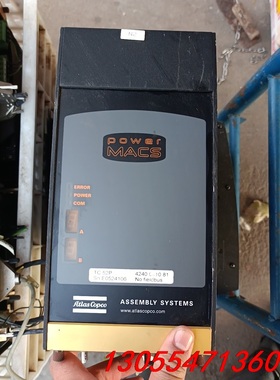 power
MACS
ERROR
POWER
COM
A
B
No fieldbus
Atlas Copco
ASSEMBLY SYSTEMS
www.atlascopco.com
13055471360